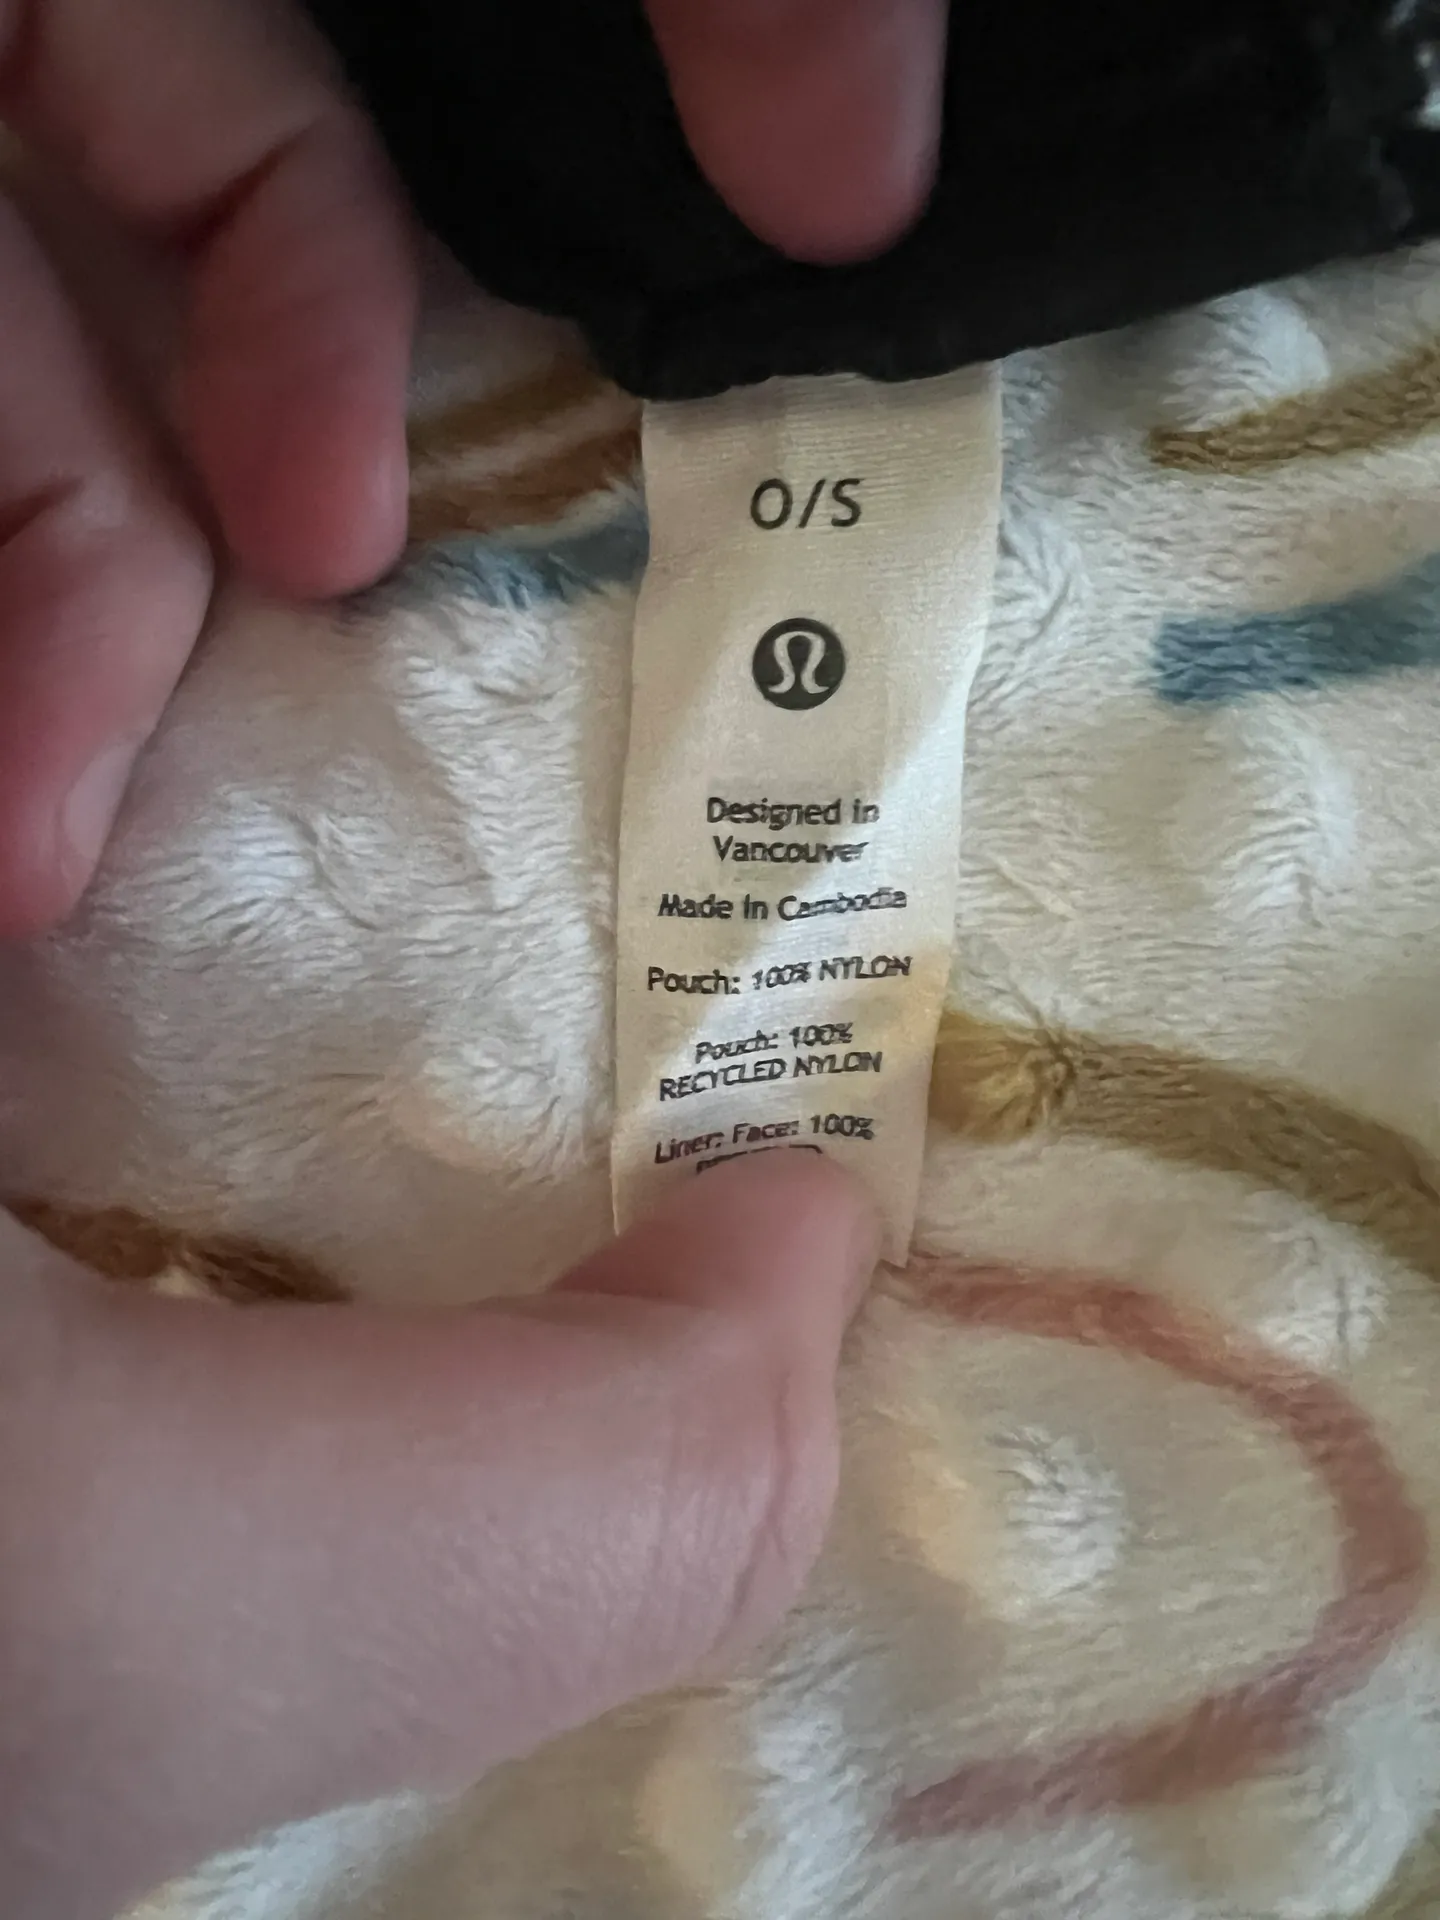 O/S
Designed in
Vancouver
Made in Cambodia
Pouch: 100% NYLON
Pouch: 100%
RECYCLED NYLON
Liner: Face: 100%